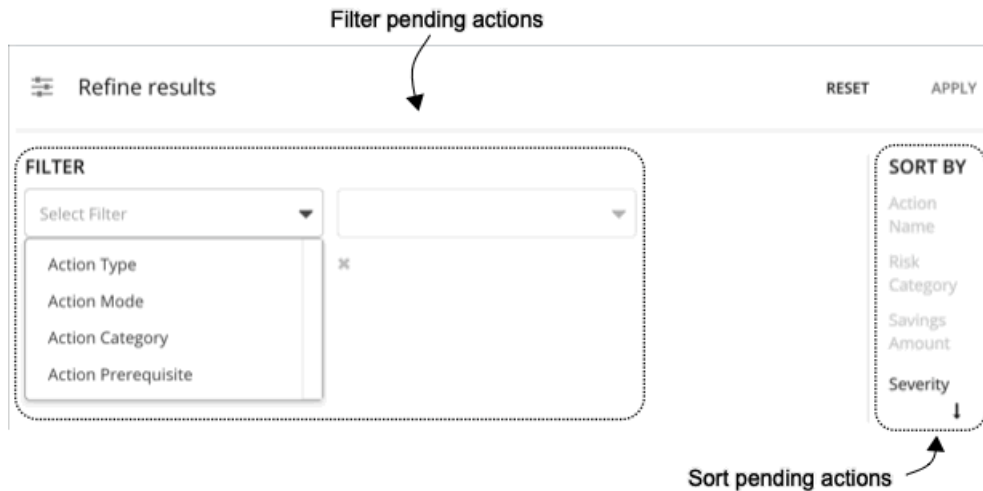 Filter pending actions
Refine results
RESET
APPLY
FILTER
Select Filter
Action Type
Action Mode
Action Category
Action Prerequisite
SORT BY
Action
Name
Risk
Category
Savings
Amount
Severity
Sort pending actions